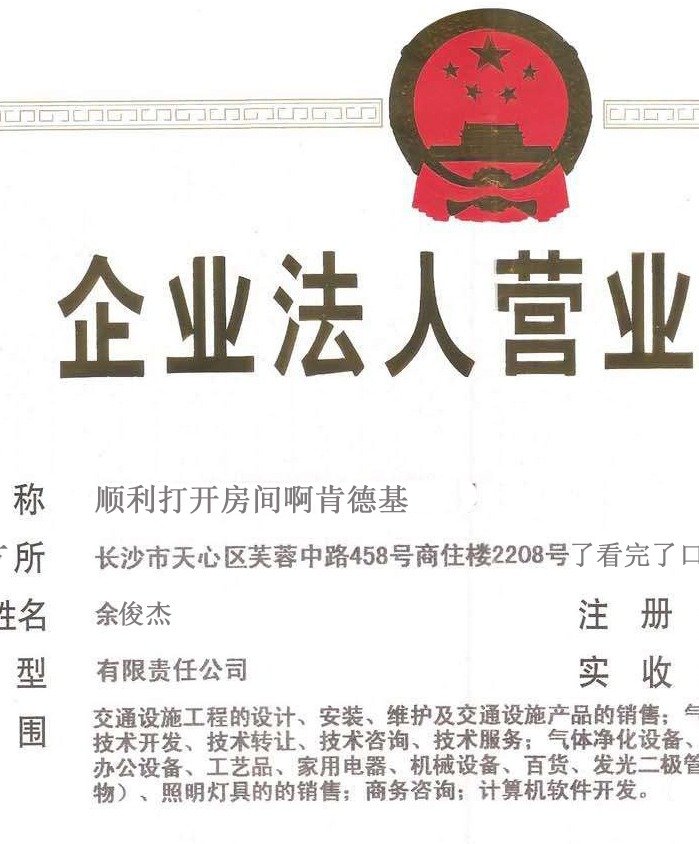 企业法人营业
称 顺利打开房间啊肯德基
所 长沙市天心区芙蓉中路458号商住楼2208号了看完了口
姓名 余俊杰 注 册
型 有限责任公司 实 收
围 交通设施工程的设计、安装、维护及交通设施产品的销售；气
技术开发、技术转让、技术咨询、技术服务；气体净化设备、
办公设备、工艺品、家用电器、机械设备、百货、发光二极管
物）、照明灯具的的销售；商务咨询；计算机软件开发。